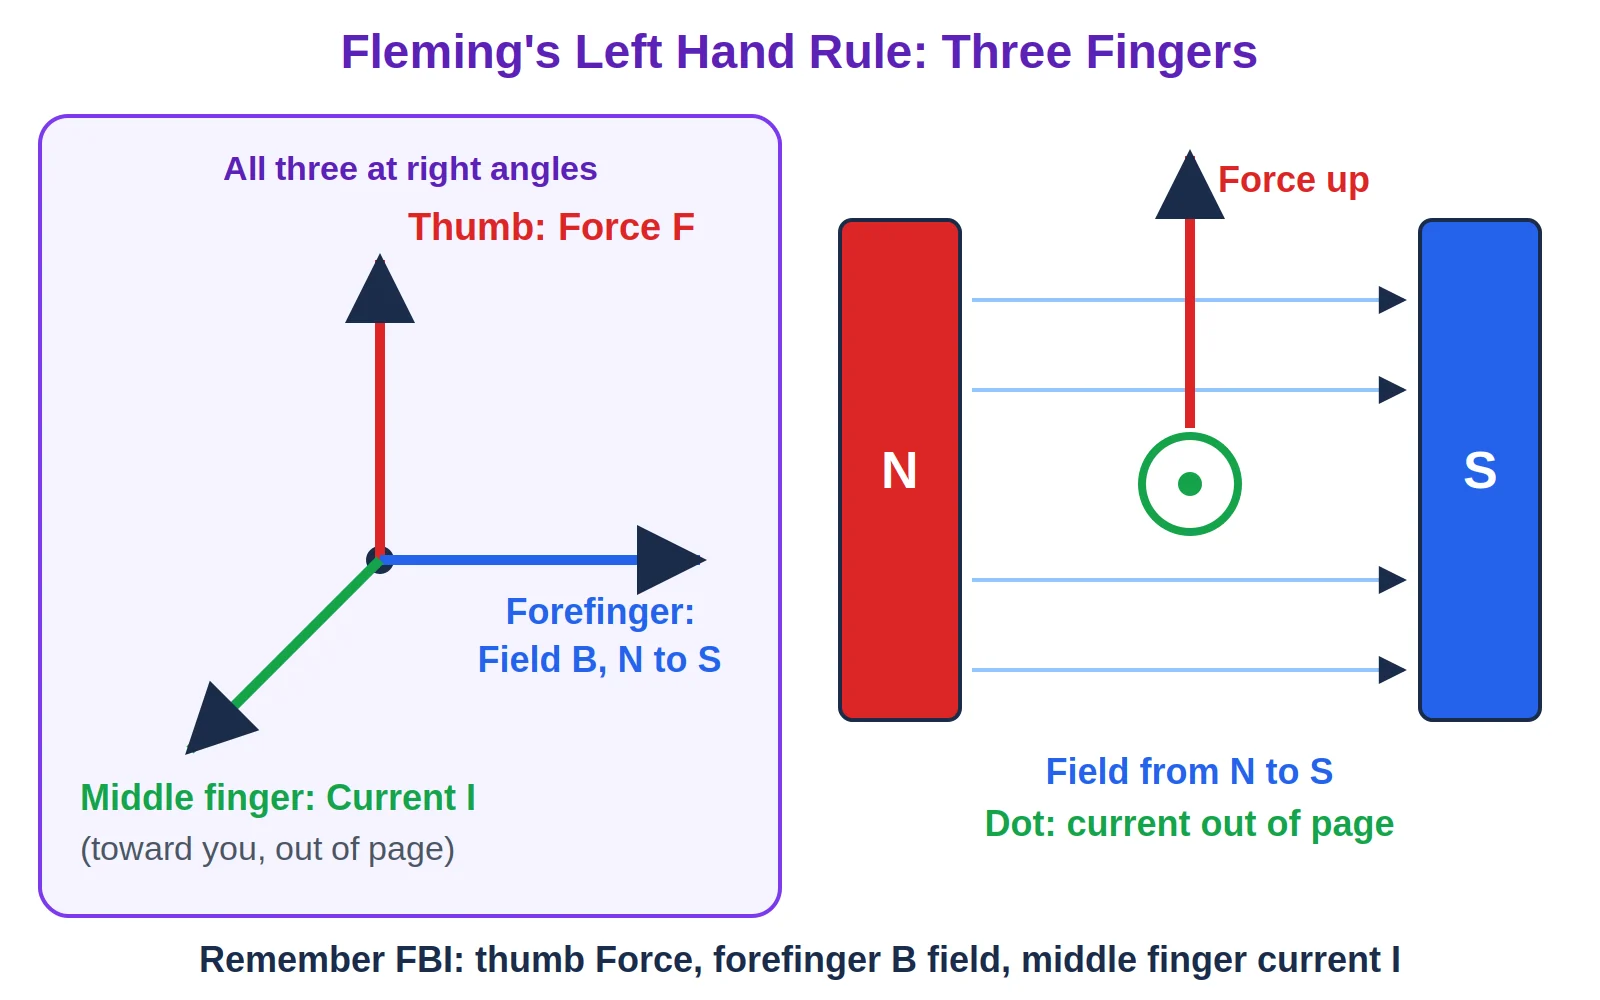 Fleming's Left Hand Rule: Three Fingers
All three at right angles
Thumb: Force F
Forefinger:
Field B, N to S
Middle finger: Current I
(toward you, out of page)
Force up
N
S
Field from N to S
Dot: current out of page
Remember FBI: thumb Force, forefinger B field, middle finger current I